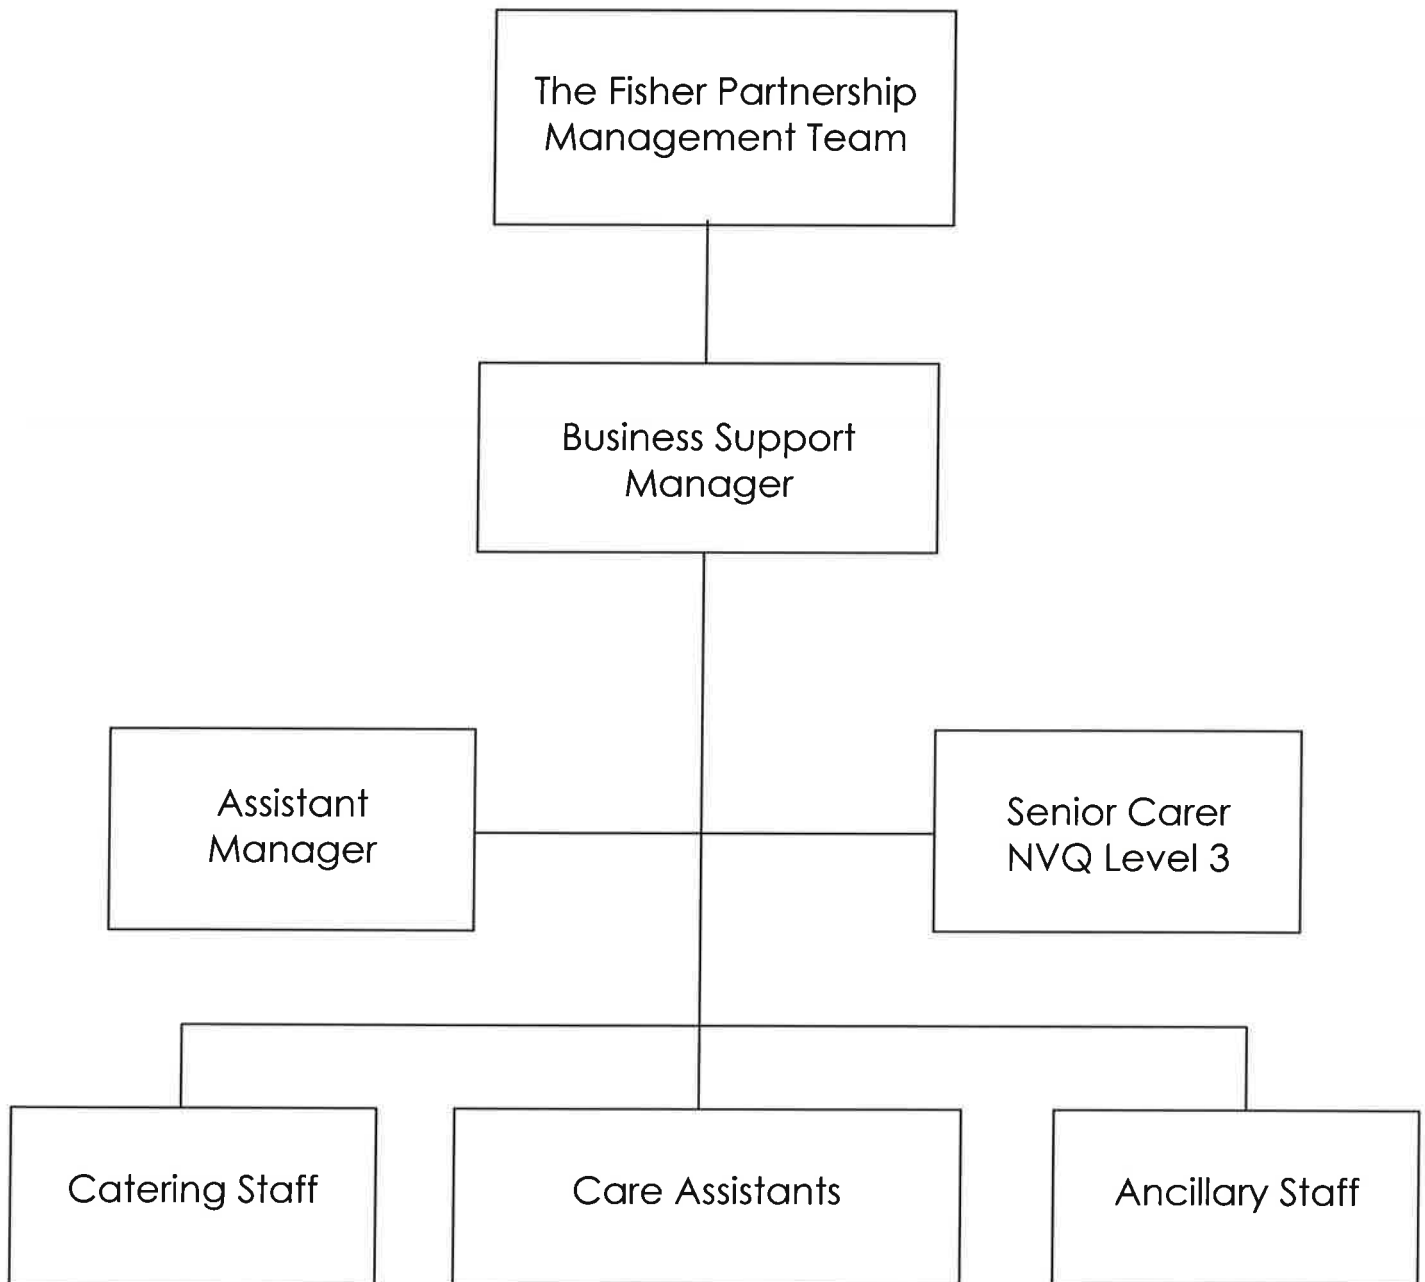 The Fisher Partnership
Management Team
Business Support
Manager
Assistant
Manager
Senior Carer
NVQ Level 3
Catering Staff
Care Assistants
Ancillary Staff